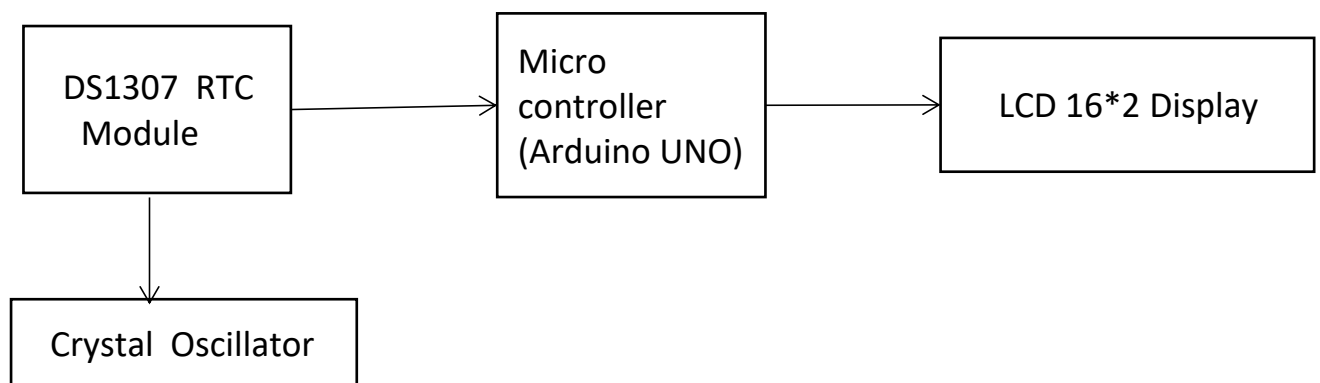 DS1307 RTC
Module
Micro
controller
(Arduino UNO)
LCD 16*2 Display
Crystal Oscillator